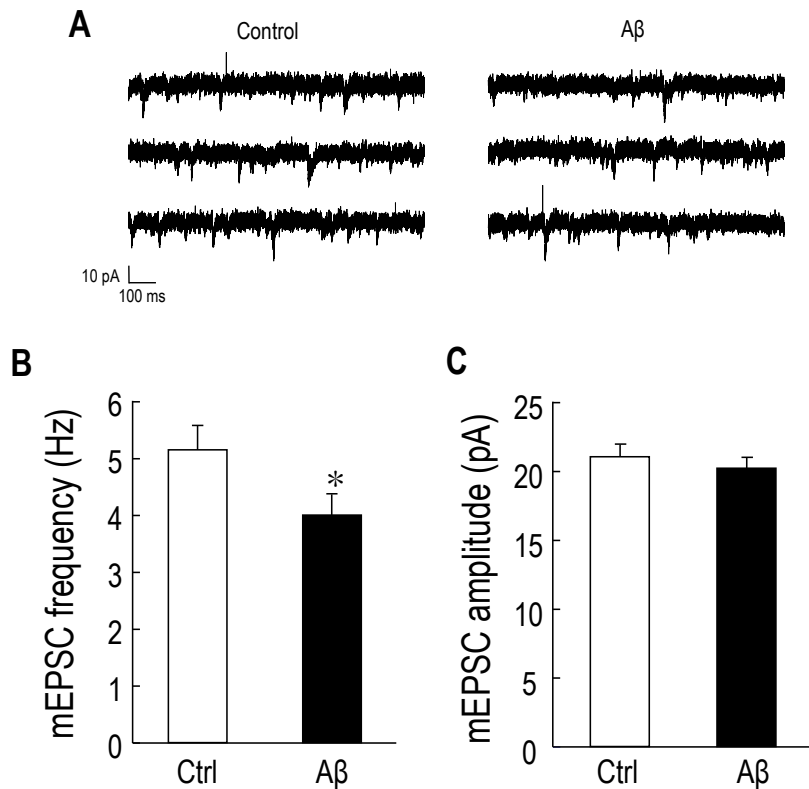 A
Control
Aβ
10 pA
100 ms
B
mEPSC frequency (Hz)
6
5
4
3
2
1
0
*
Ctrl
Aβ
C
mEPSC amplitude (pA)
25
20
15
10
5
0
Ctrl
Aβ